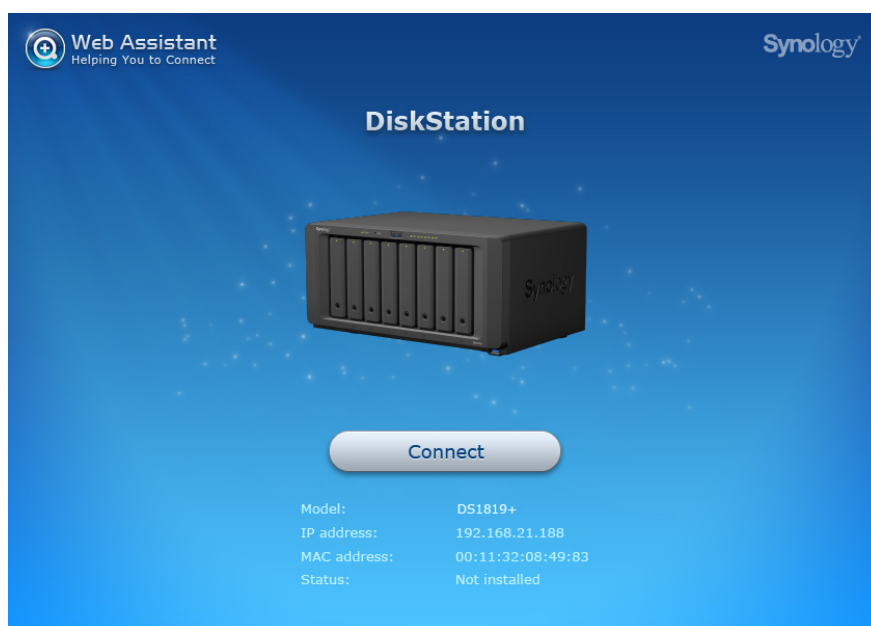 Web Assistant
Helping You to Connect
Synology
DiskStation
Synology
Connect
Model: DS1819+
IP address: 192.168.21.188
MAC address: 00:11:32:08:49:83
Status: Not installed